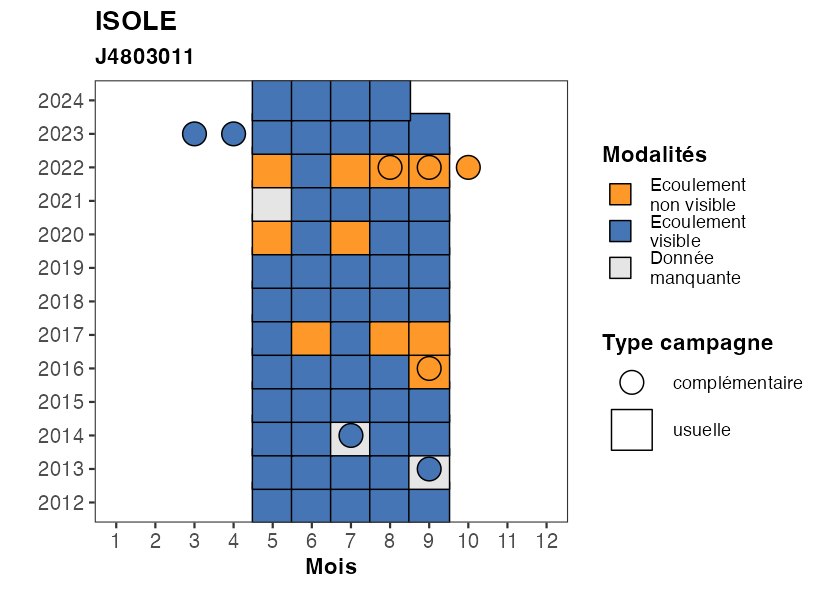 ISOLE
J4803011
2024
2023
2022
2021
2020
2019
2018
2017
2016
2015
2014
2013
2012
1 2 3 4 5 6 7 8 9 10 11 12
Mois
Modalités
Ecoulement
non visible
Ecoulement
visible
Donnée
manquante
Type campagne
complémentaire
usuelle